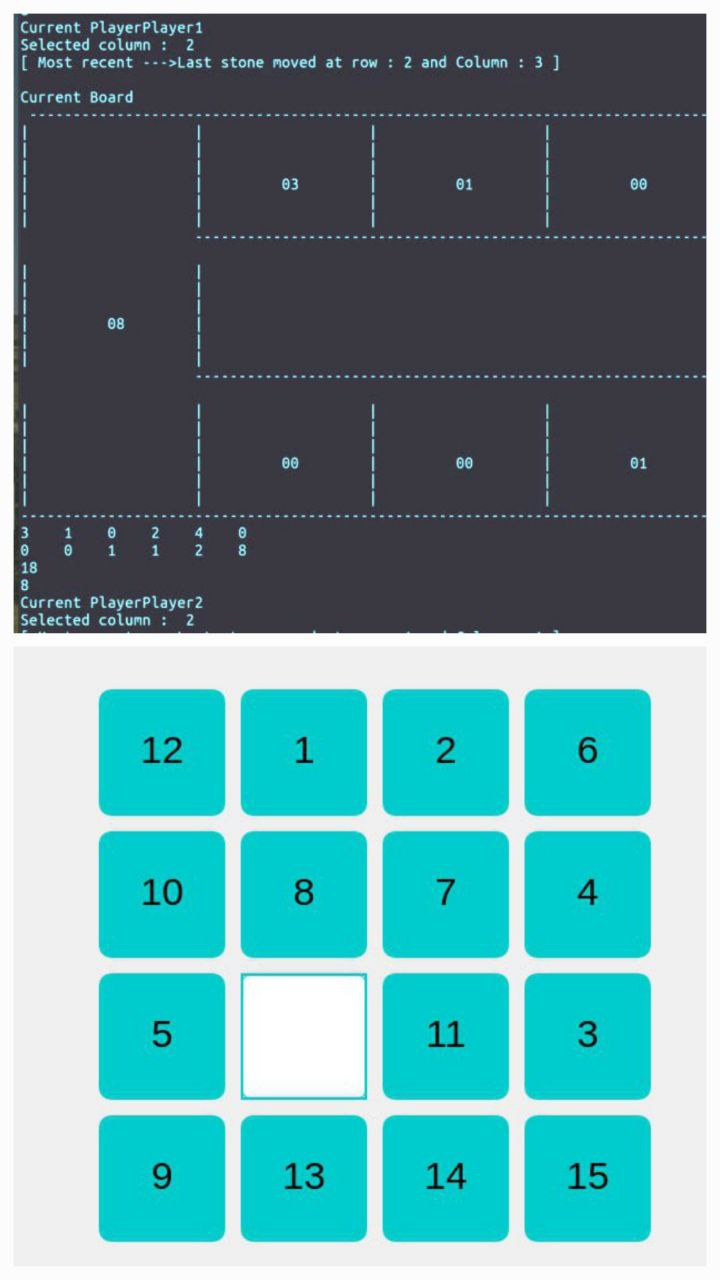 Current PlayerPlayer1
Selected column :  2
[ Most recent --->Last stone moved at row : 2 and Column : 3 ]
Current Board
03 01 00
08
00 00 01
3 1 0 2 4 0
0 0 1 1 2 8
18
8
Current PlayerPlayer2
Selected column :  2
12 1 2 6
10 8 7 4
5 11 3
9 13 14 15